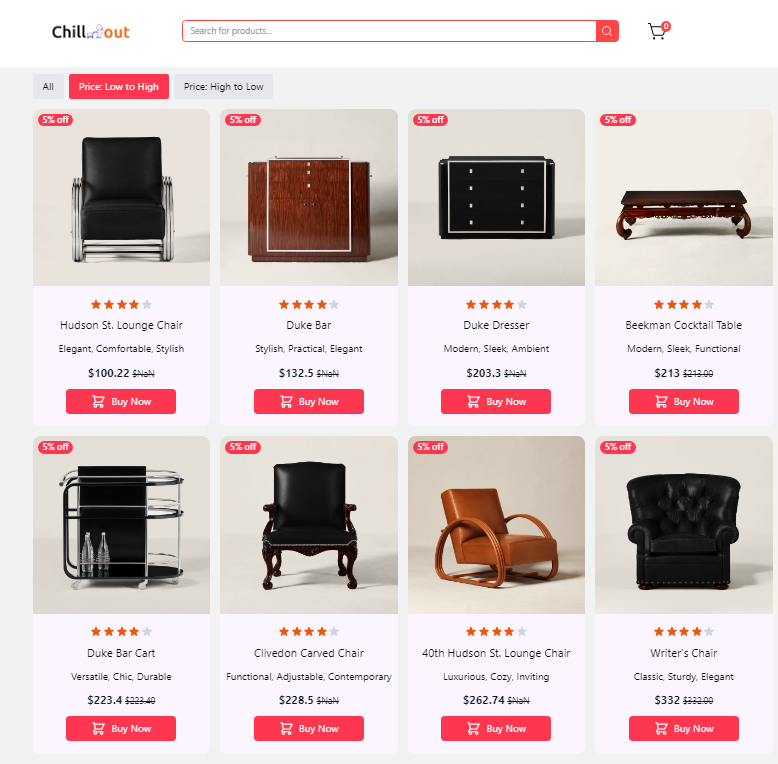 Chill out
Search for products...
0
All
Price: Low to High
Price: High to Low
5% off
5% off
5% off
5% off
Hudson St. Lounge Chair
Duke Bar
Duke Dresser
Beekman Cocktail Table
Elegant, Comfortable, Stylish
Stylish, Practical, Elegant
Modern, Sleek, Ambient
Modern, Sleek, Functional
$100.22 $NaN
$132.5 $NaN
$203.3 $NaN
$213 $213.00
Buy Now
Buy Now
Buy Now
Buy Now
5% off
5% off
5% off
5% off
Duke Bar Cart
Clivedon Carved Chair
40th Hudson St. Lounge Chair
Writer's Chair
Versatile, Chic, Durable
Functional, Adjustable, Contemporary
Luxurious, Cozy, Inviting
Classic, Sturdy, Elegant
$223.4 $223.40
$228.5 $NaN
$262.74 $NaN
$332 $332.00
Buy Now
Buy Now
Buy Now
Buy Now